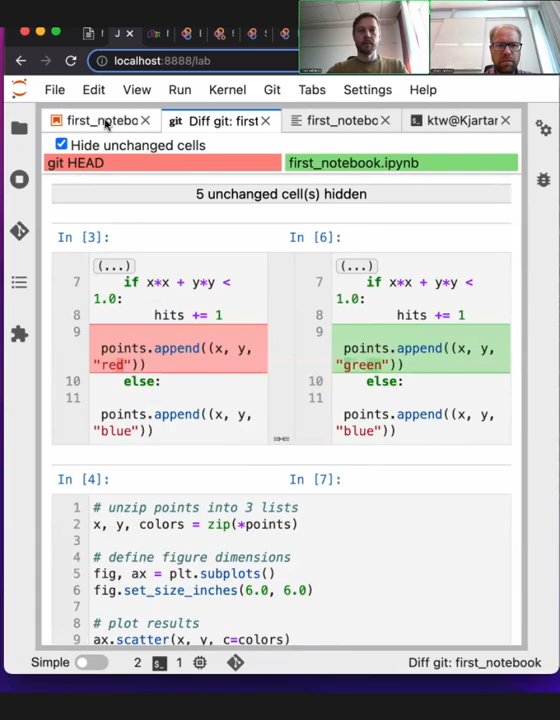 localhost:8888/lab
File Edit View Run Kernel Git Tabs Settings Help
first_notebo
git Diff git: first
first_notebo
ktw@Kjartar
Hide unchanged cells
git HEAD
first_notebook.ipynb
5 unchanged cell(s) hidden
In [3]:
In [6]:
(...)
7 if x*x + y*y <
1.0:
8 hits += 1
9
points.append((x, y,
"red"))
10 else:
11
points.append((x, y,
"blue"))
(...)
7 if x*x + y*y <
1.0:
8 hits += 1
9
points.append((x, y,
"green"))
10 else:
11
points.append((x, y,
"blue"))
In [4]:
In [7]:
1 # unzip points into 3 lists
2 x, y, colors = zip(*points)
3
4 # define figure dimensions
5 fig, ax = plt.subplots()
6 fig.set_size_inches(6.0, 6.0)
7
8 # plot results
9 ax.scatter(x, y, c=colors)
Simple 2 1 Diff git: first_notebook